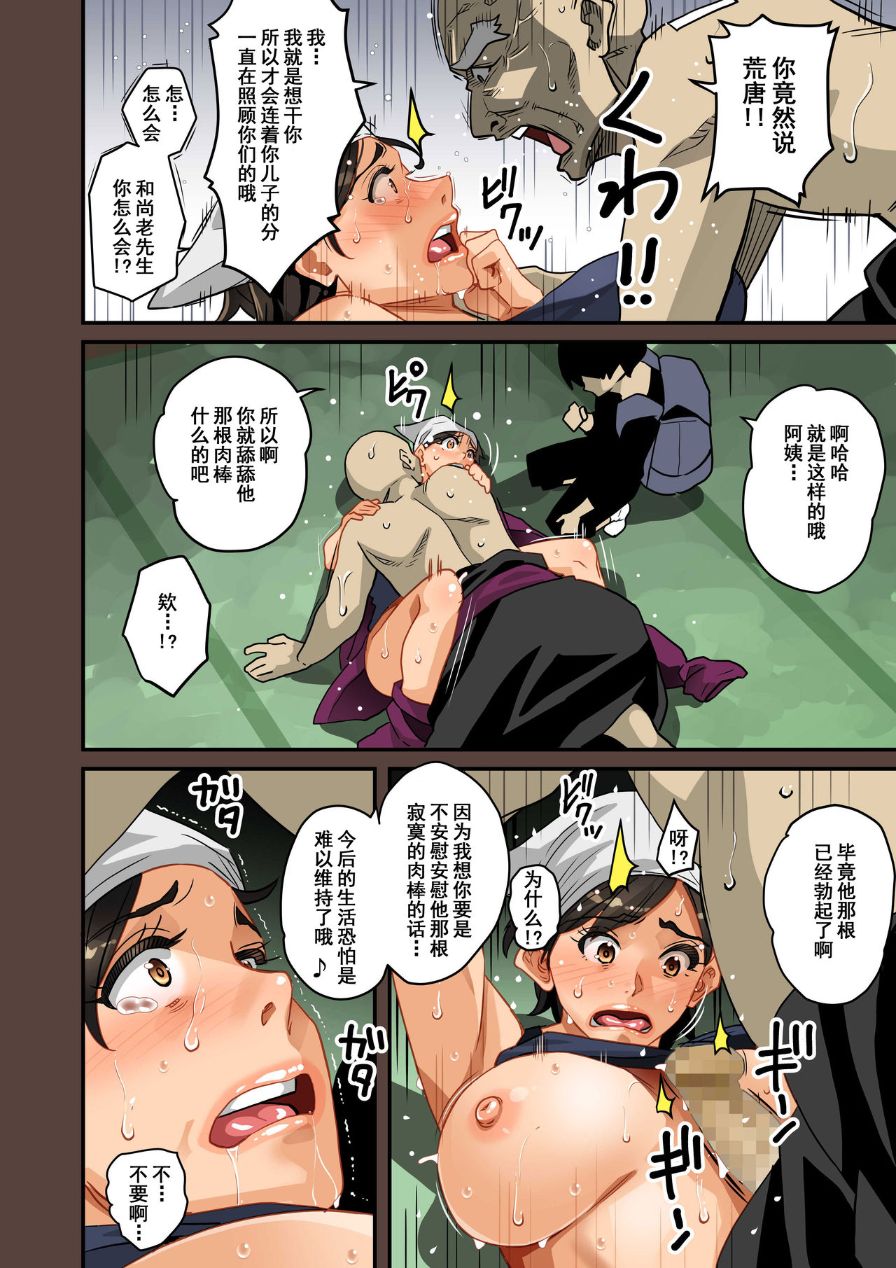 你竟然说
荒唐!!
くわ!!
我…
我就是想干你
所以才会连着你儿子的分
一直在照顾你们的哦
ビクッ
怎…
怎么会
和尚老先生
你怎么会!?
啊哈哈
就是这样的哦
阿姨…
ピクッ
所以啊
你就舔舔他
那根肉棒
什么的吧
欸…!?
毕竟他那根
已经勃起了啊
呀!?
为什么!?
ビクッ
因为我想你要是
不安慰安慰他那根
寂寞的肉棒的话…
今后的生活恐怕是
难以维持了哦♪
ガタ
ガタ
不…
不要啊…